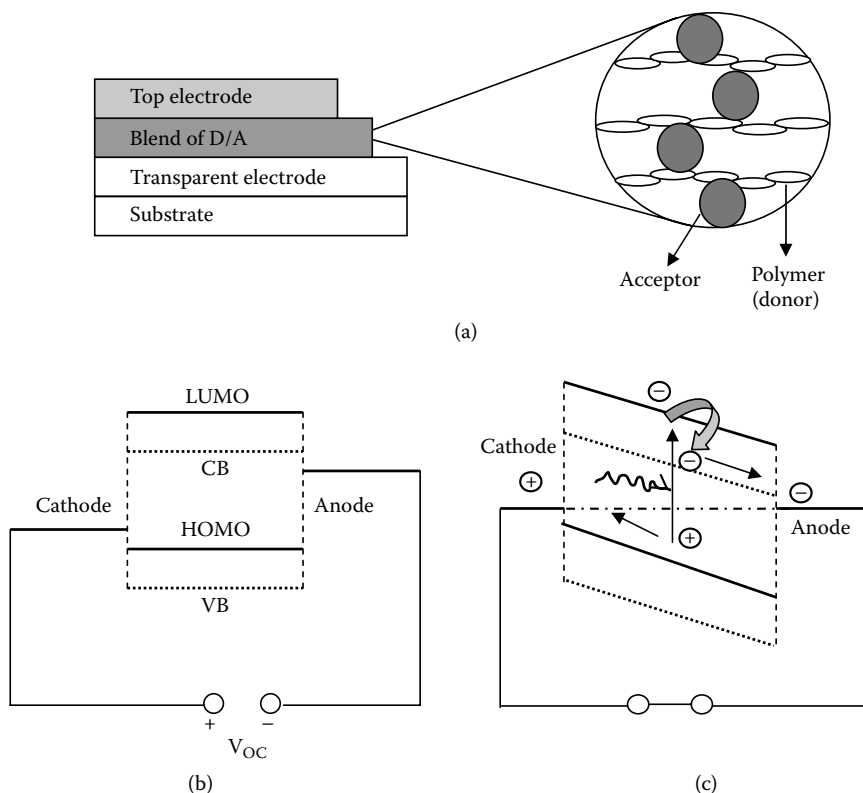 Top electrode
Blend of D/A
Transparent electrode
Substrate
Acceptor
Polymer
(donor)
(a)
LUMO
CB
Cathode
Anode
HOMO
VB
+
−
V_OC
(b)
−
Cathode
−
+
−
+
Anode
(c)